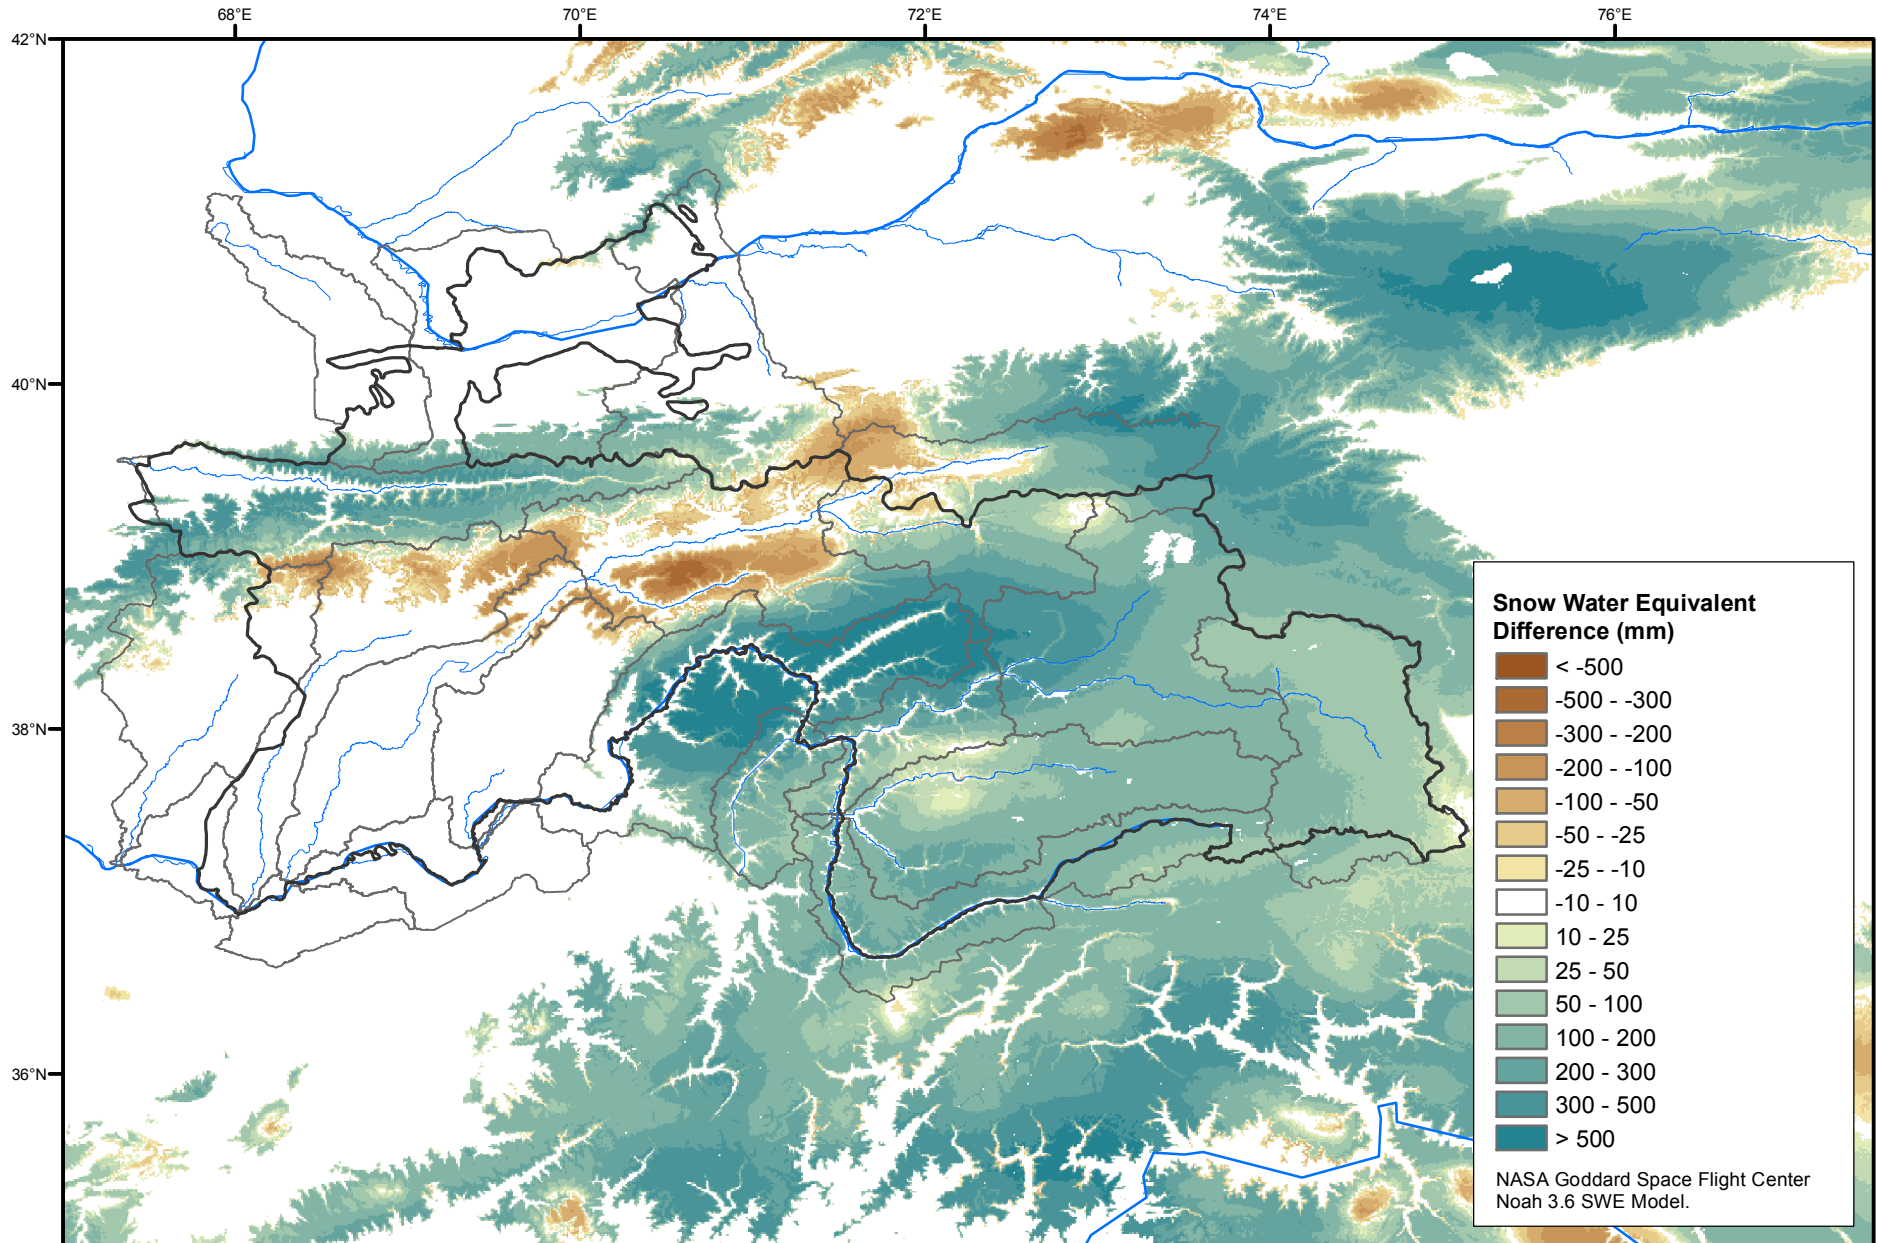 68°E
70°E
72°E
74°E
76°E
42°N
40°N
38°N
36°N
Snow Water Equivalent
Difference (mm)
< -500
-500 - -300
-300 - -200
-200 - -100
-100 - -50
-50 - -25
-25 - -10
-10 - 10
10 - 25
25 - 50
50 - 100
100 - 200
200 - 300
300 - 500
> 500
NASA Goddard Space Flight Center
Noah 3.6 SWE Model.